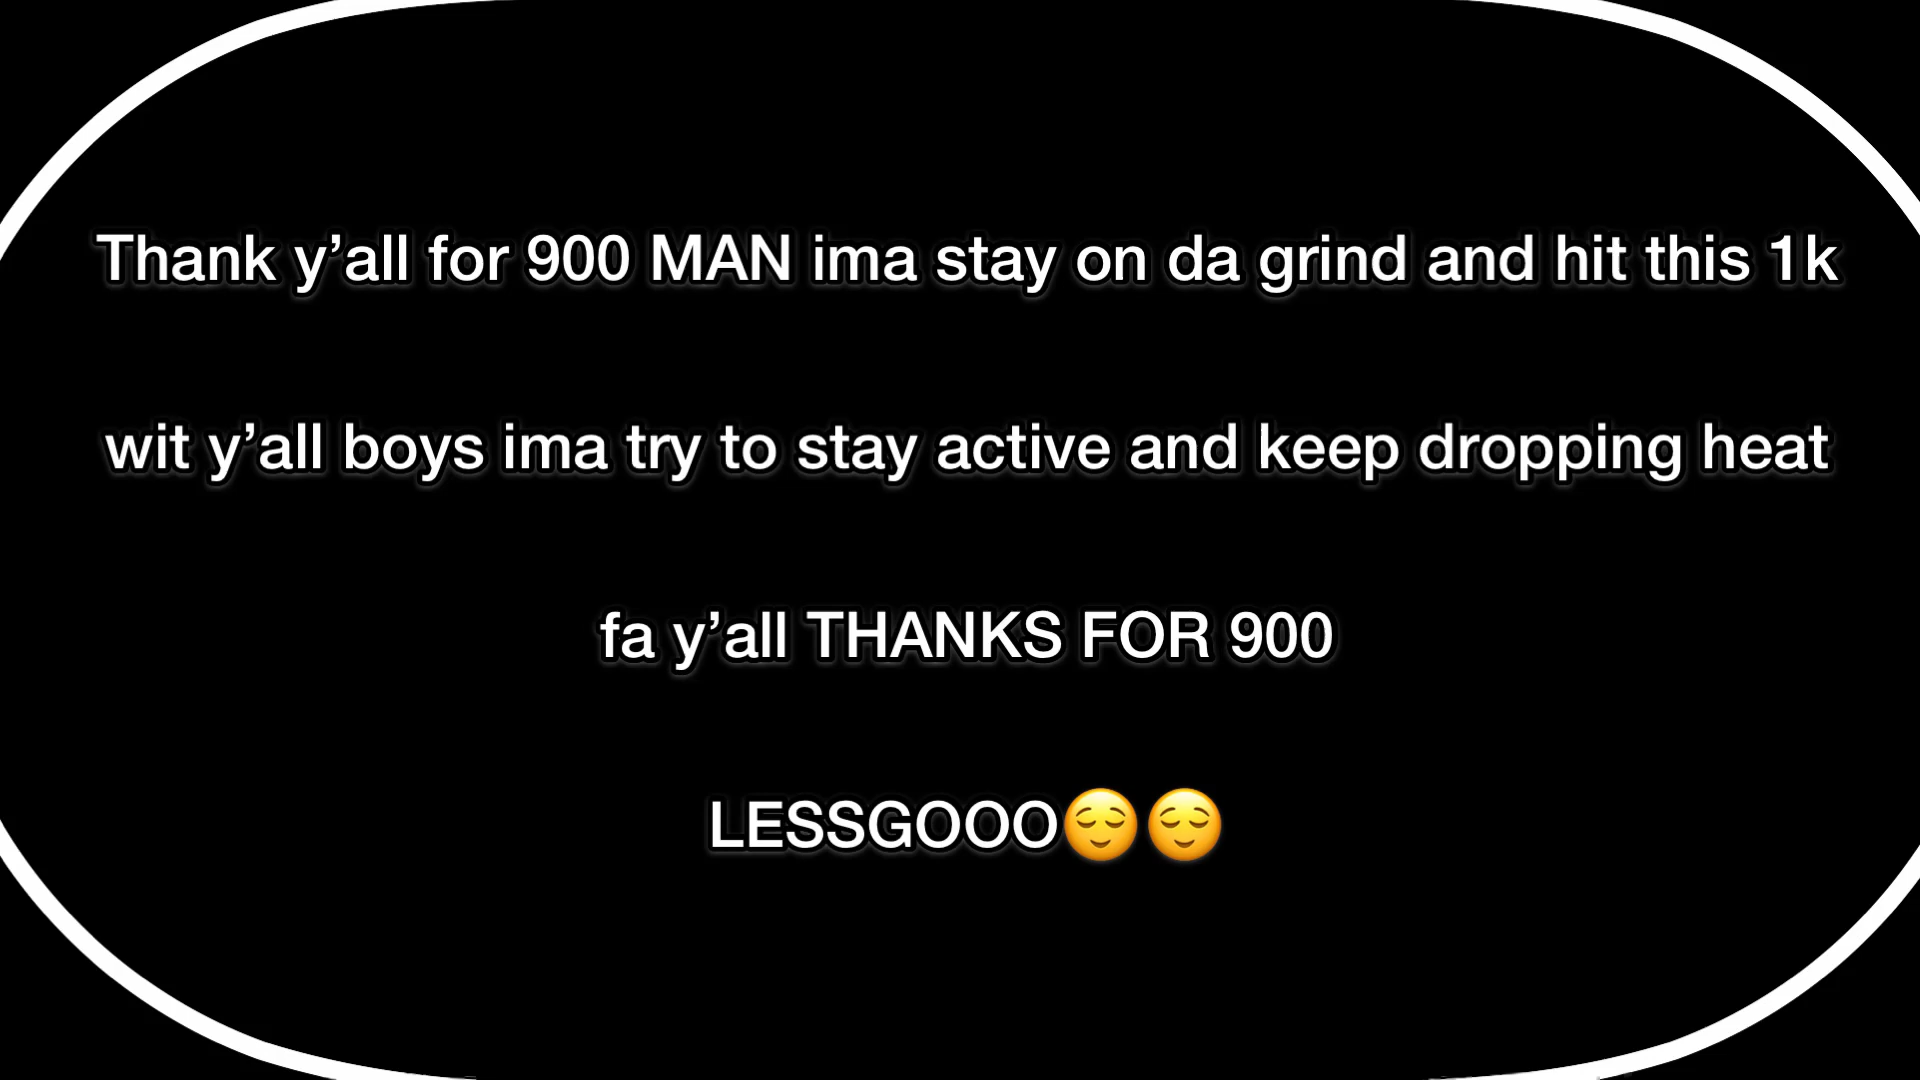 Thank y’all for 900 MAN ima stay on da grind and hit this 1k
wit y’all boys ima try to stay active and keep dropping heat
fa y’all THANKS FOR 900
LESSGOOO😌😌